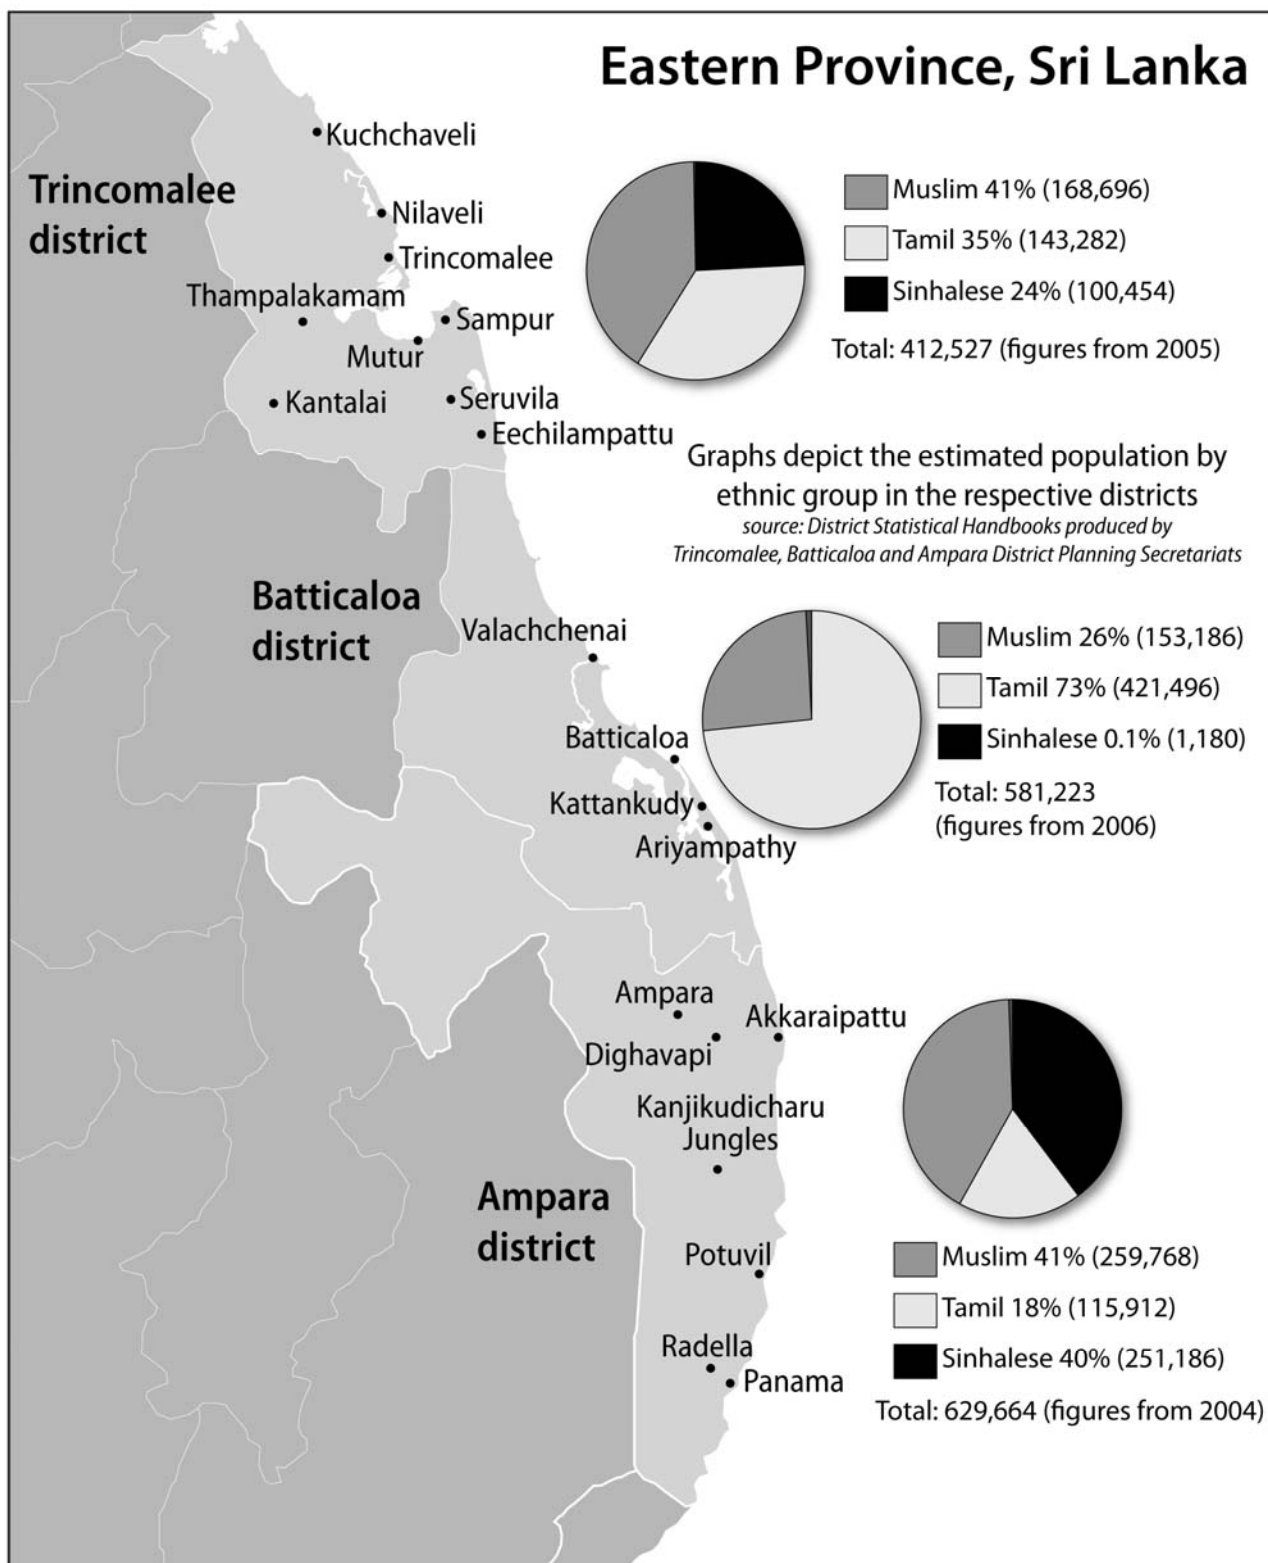 Eastern Province, Sri Lanka
Kuchchaveli
Trincomalee
district
Nilaveli
Trincomalee
Thampalakamam
Sampur
Mutur
Kantalai
Seruvila
Eechilampattu
Muslim 41% (168,696)
Tamil 35% (143,282)
Sinhalese 24% (100,454)
Total: 412,527 (figures from 2005)
Graphs depict the estimated population by
ethnic group in the respective districts
source: District Statistical Handbooks produced by
Trincomalee, Batticaloa and Ampara District Planning Secretariats
Batticaloa
district
Valachchenai
Batticaloa
Kattankudy
Ariyampathy
Muslim 26% (153,186)
Tamil 73% (421,496)
Sinhalese 0.1% (1,180)
Total: 581,223
(figures from 2006)
Ampara
Akkaraipattu
Dighavapi
Kanjikudicharu
Jungles
Ampara
district
Potuvil
Radella
Panama
Muslim 41% (259,768)
Tamil 18% (115,912)
Sinhalese 40% (251,186)
Total: 629,664 (figures from 2004)